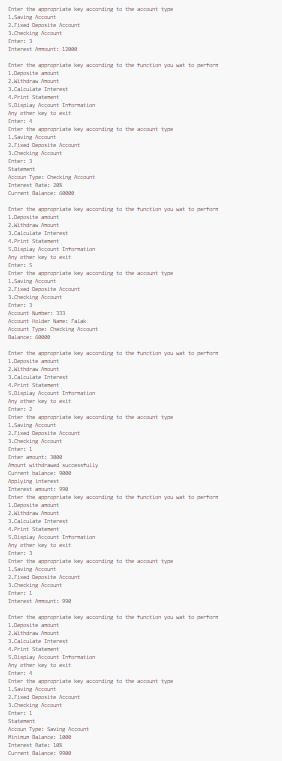 Enter the appropriate key according to the account type
1.Saving Account
2.Fixed Deposite Account
3.Checking Account
Enter: 3
Interest Ammount: 12000
Enter the appropriate key according to the function you wat to perform
1.Deposite amount
2.Withdraw Amount
3.Calculate Interest
4.Print Statement
5.Display Account Information
Any other key to exit
Enter: 4
Enter the appropriate key according to the account type
1.Saving Account
2.Fixed Deposite Account
3.Checking Account
Enter: 3
Statement
Accoun Type: Checking Account
Interest Rate: 20%
Current Balance: 60000
Enter the appropriate key according to the function you wat to perform
1.Deposite amount
2.Withdraw Amount
3.Calculate Interest
4.Print Statement
5.Display Account Information
Any other key to exit
Enter: 5
Enter the appropriate key according to the account type
1.Saving Account
2.Fixed Deposite Account
3.Checking Account
Enter: 3
Account Number: 333
Account Holder Name: Falak
Account Type: Checking Account
Balance: 60000
Enter the appropriate key according to the function you wat to perform
1.Deposite amount
2.Withdraw Amount
3.Calculate Interest
4.Print Statement
5.Display Account Information
Any other key to exit
Enter: 2
Enter the appropriate key according to the account type
1.Saving Account
2.Fixed Deposite Account
3.Checking Account
Enter: 1
Enter amount: 3000
Amount withdrawed successfully
Current balance: 9000
Applying interest
Interest amount: 990
Enter the appropriate key according to the function you wat to perform
1.Deposite amount
2.Withdraw Amount
3.Calculate Interest
4.Print Statement
5.Display Account Information
Any other key to exit
Enter: 3
Enter the appropriate key according to the account type
1.Saving Account
2.Fixed Deposite Account
3.Checking Account
Enter: 1
Interest Ammount: 990
Enter the appropriate key according to the function you wat to perform
1.Deposite amount
2.Withdraw Amount
3.Calculate Interest
4.Print Statement
5.Display Account Information
Any other key to exit
Enter: 4
Enter the appropriate key according to the account type
1.Saving Account
2.Fixed Deposite Account
3.Checking Account
Enter: 1
Statement
Accoun Type: Saving Account
Minimum Balance: 1000
Interest Rate: 10%
Current Balance: 9900